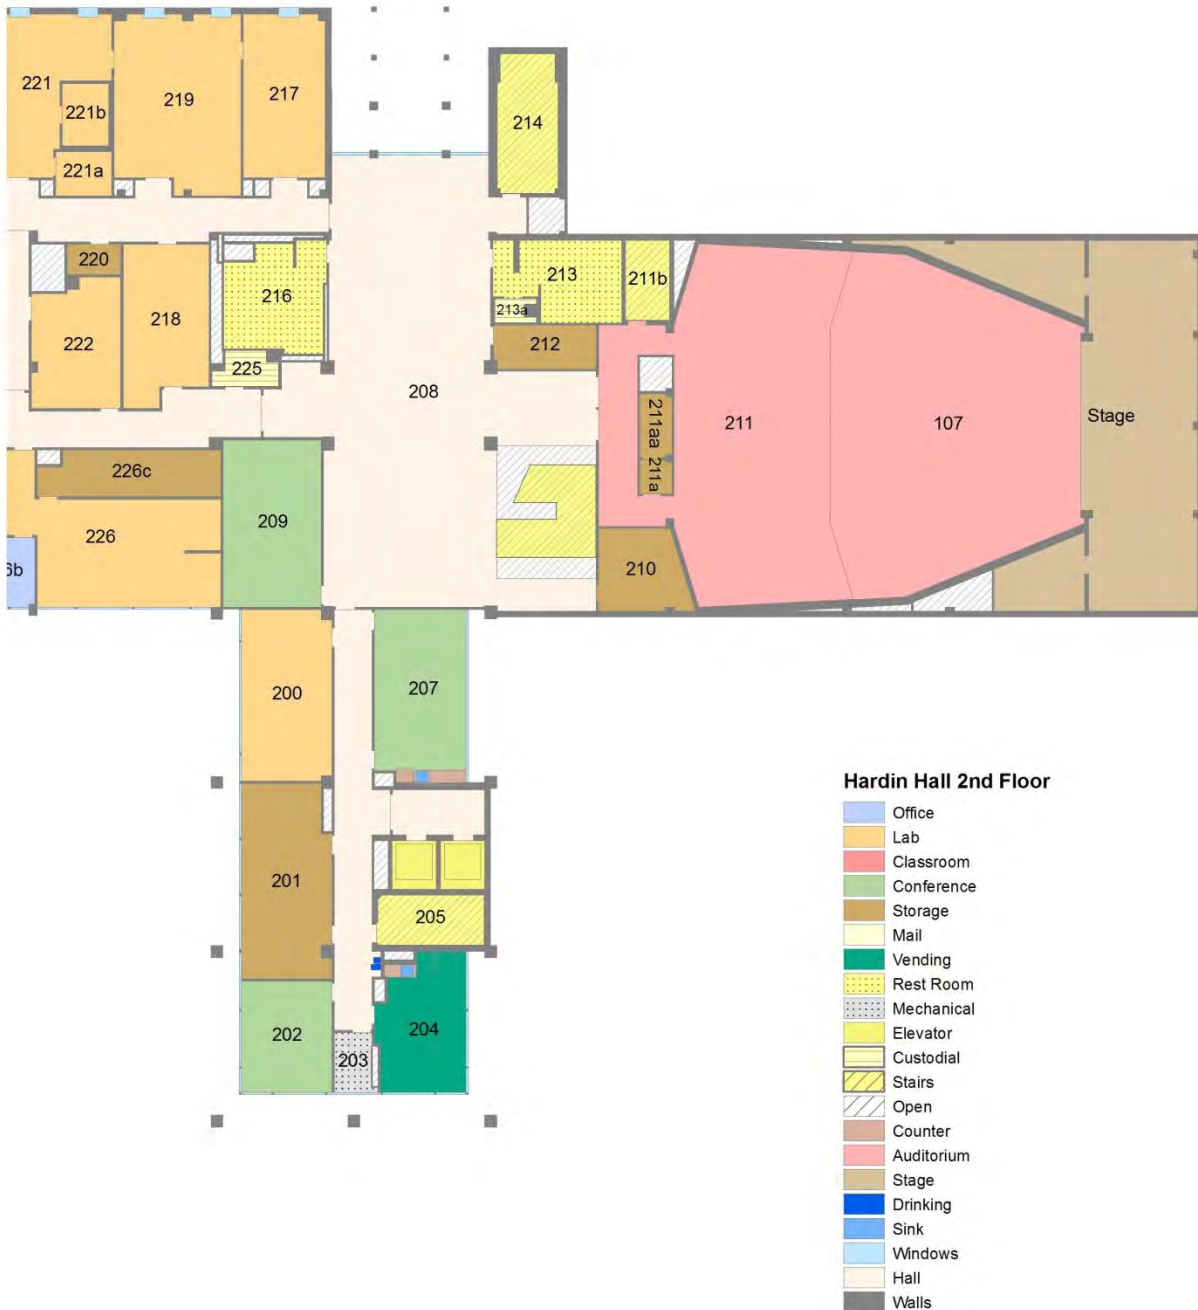 221
221b
219
217
214
221a
220
216
213
211b
213a
222
218
212
225
208
211aa
211a
211
107
Stage
226c
226
209
6b
210
200
207
201
205
202
203
204
Hardin Hall 2nd Floor
Office
Lab
Classroom
Conference
Storage
Mail
Vending
Rest Room
Mechanical
Elevator
Custodial
Stairs
Open
Counter
Auditorium
Stage
Drinking
Sink
Windows
Hall
Walls